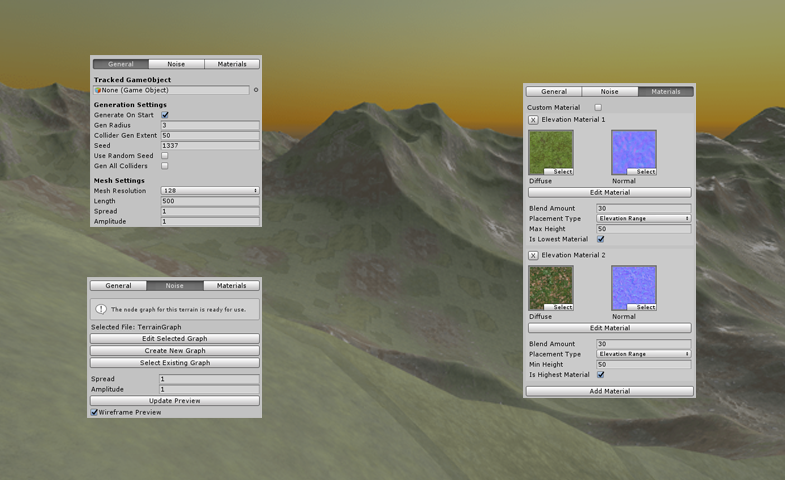 General Noise Materials
Tracked GameObject
None (Game Object)
Generation Settings
Generate On Start
Gen Radius 3
Collider Gen Extent 50
Seed 1337
Use Random Seed
Gen All Colliders
Mesh Settings
Mesh Resolution 128
Length 500
Spread 1
Amplitude 1
General Noise Materials
The node graph for this terrain is ready for use.
Selected File: TerrainGraph
Edit Selected Graph
Create New Graph
Select Existing Graph
Spread 1
Amplitude 1
Update Preview
Wireframe Preview
General Noise Materials
Custom Material
X Elevation Material 1
Select Select
Diffuse Normal
Edit Material
Blend Amount 30
Placement Type Elevation Range
Max Height 50
Is Lowest Material
X Elevation Material 2
Select Select
Diffuse Normal
Edit Material
Blend Amount 30
Placement Type Elevation Range
Min Height 50
Is Highest Material
Add Material